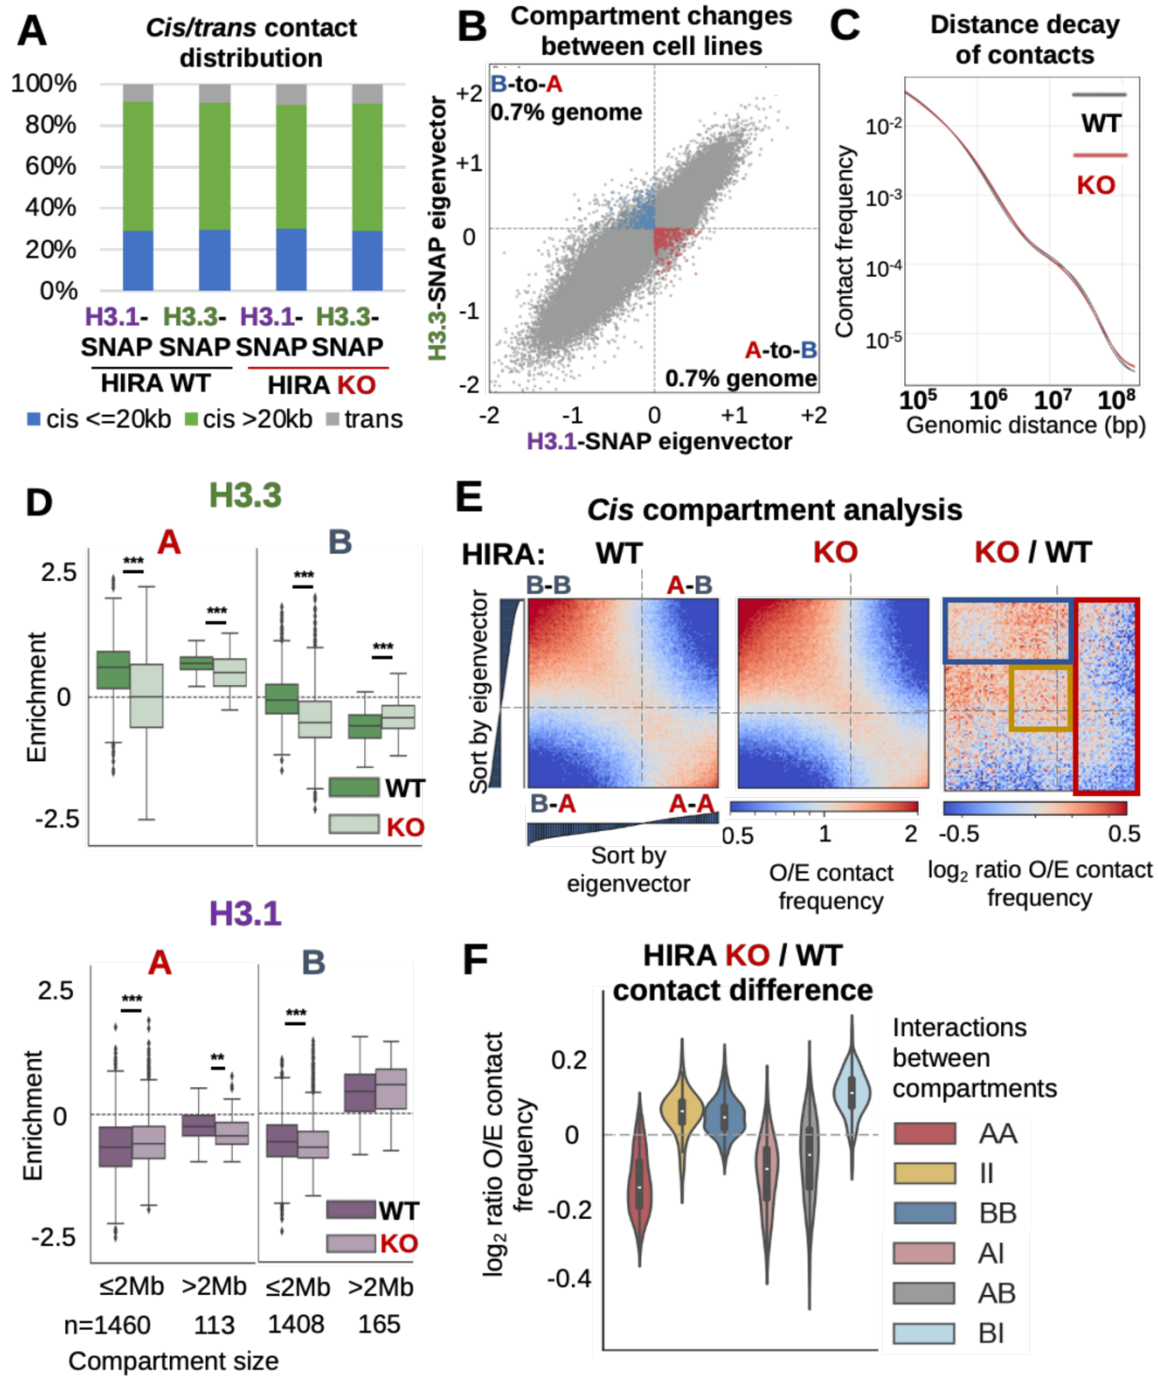 A
Cis/trans contact
distribution
100%
80%
60%
40%
20%
0%
H3.1- H3.3- H3.1- H3.3-
SNAP SNAP SNAP SNAP
HIRA WT HIRA KO
cis <=20kb cis >20kb trans
B
Compartment changes
between cell lines
B-to-A
0.7% genome
A-to-B
0.7% genome
H3.3-SNAP eigenvector
+2
+1
0
-1
-2
-2 -1 0 +1 +2
H3.1-SNAP eigenvector
C
Distance decay
of contacts
WT
KO
Contact frequency
10-2
10-3
10-4
10-5
10^5 10^6 10^7 10^8
Genomic distance (bp)
D
H3.3
A B
*** *** *** ***
Enrichment
2.5
0
-2.5
WT
KO
H3.1
A B
*** ** ***
Enrichment
2.5
0
-2.5
WT
KO
≤2Mb >2Mb ≤2Mb >2Mb
n=1460 113 1408 165
Compartment size
E
Cis compartment analysis
HIRA: WT KO KO / WT
B-B A-B
Sort by eigenvector
B-A A-A
Sort by
eigenvector
0.5 1 2
O/E contact
frequency
-0.5 0.5
log2 ratio O/E contact
frequency
F
HIRA KO / WT
contact difference
log2 ratio O/E contact
frequency
0.2
0
-0.2
-0.4
Interactions
between
compartments
AA
II
BB
AI
AB
BI